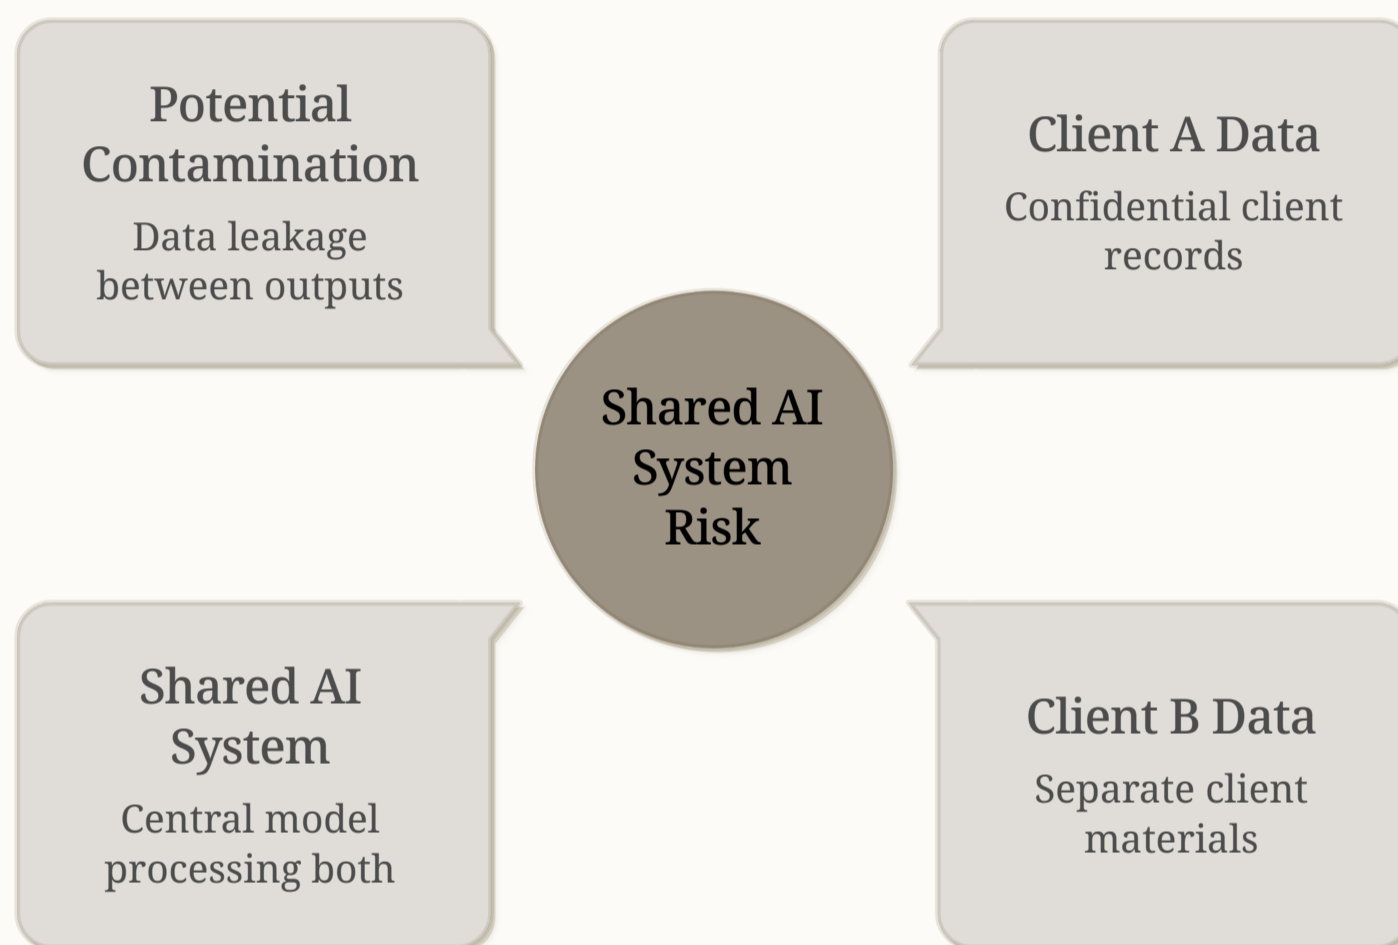 Potential
Contamination
Data leakage
between outputs
Client A Data
Confidential client
records
Shared AI
System
Risk
Shared AI
System
Central model
processing both
Client B Data
Separate client
materials